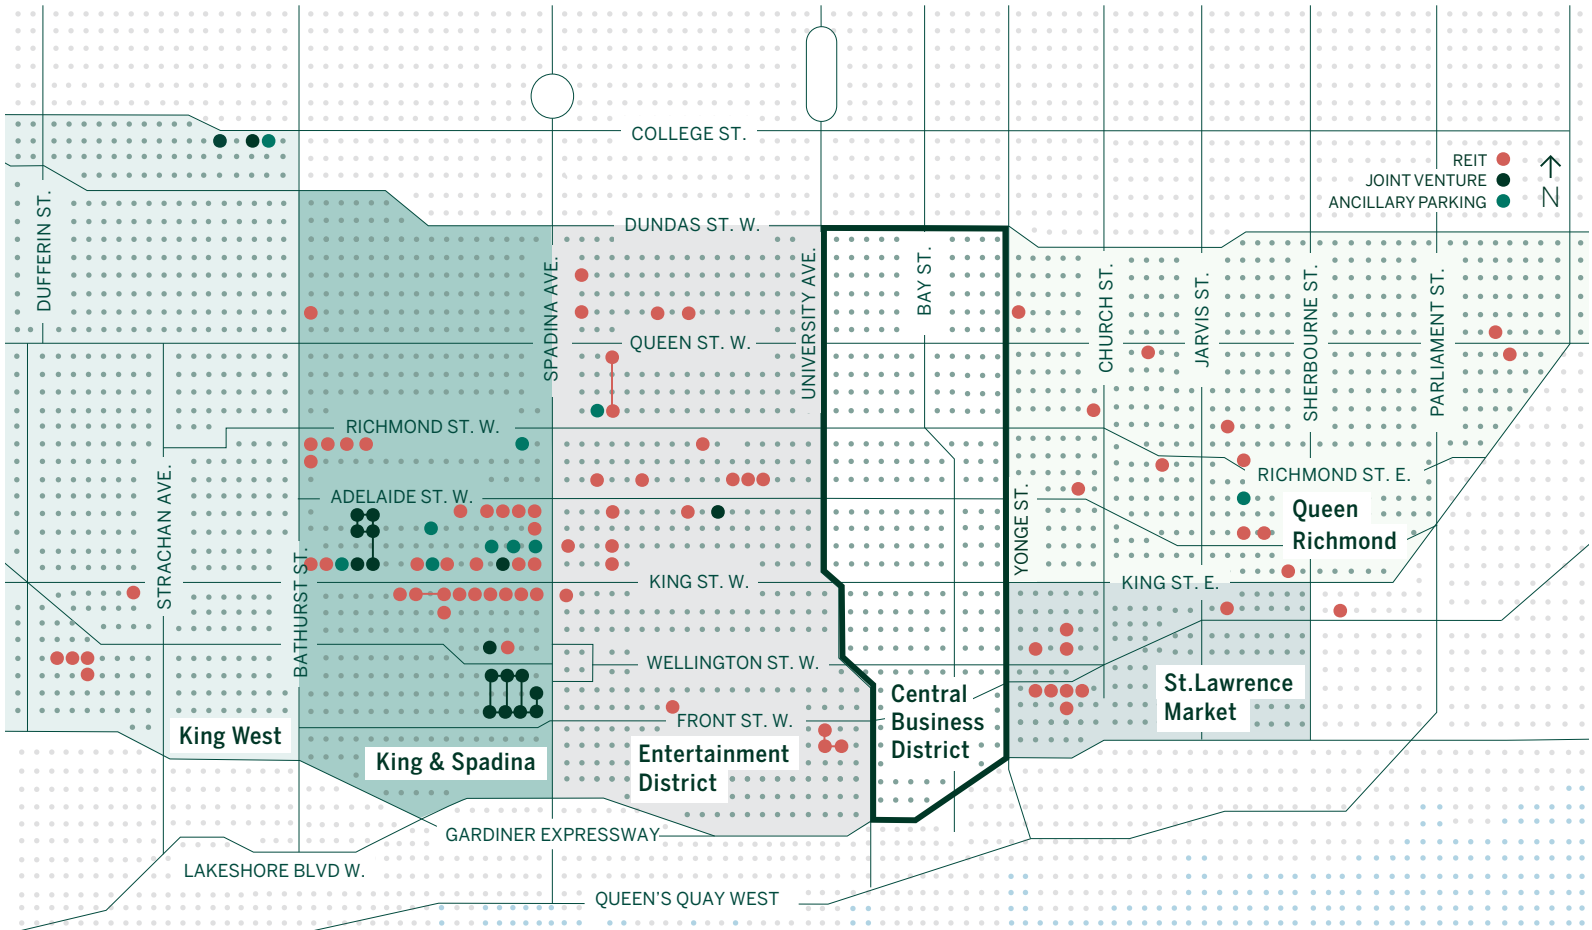 COLLEGE ST.
REIT
JOINT VENTURE
ANCILLARY PARKING
N
DUFFERIN ST.
DUNDAS ST. W.
SPADINA AVE.
UNIVERSITY AVE.
BAY ST.
CHURCH ST.
JARVIS ST.
SHERBOURNE ST.
PARLIAMENT ST.
QUEEN ST. W.
RICHMOND ST. W.
RICHMOND ST. E.
STRACHAN AVE.
ADELAIDE ST. W.
YONGE ST.
Queen
Richmond
BATHURST ST.
KING ST. W.
KING ST. E.
WELLINGTON ST. W.
St.Lawrence
Market
Central
Business
District
FRONT ST. W.
King West
King & Spadina
Entertainment
District
GARDINER EXPRESSWAY
LAKESHORE BLVD W.
QUEEN'S QUAY WEST